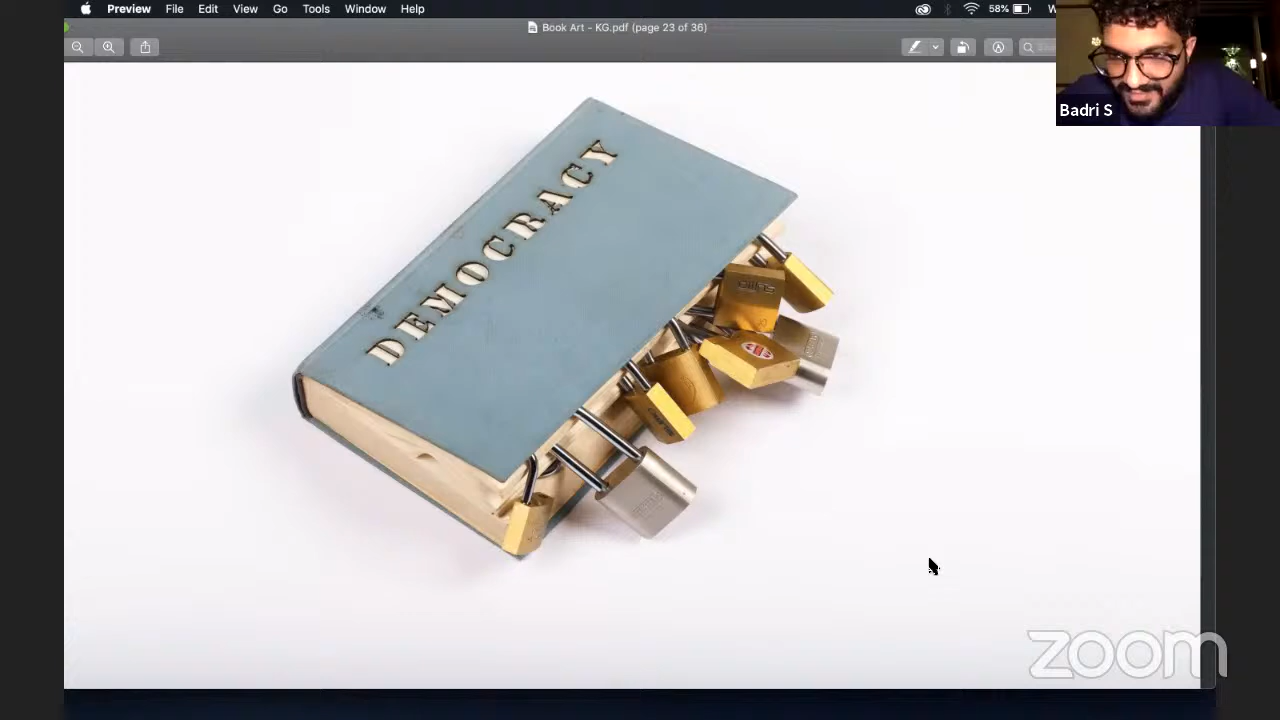 Preview File Edit View Go Tools Window Help 58%
Book Art - KG.pdf (page 23 of 36)
Badri S
DEMOCRACY
zoom